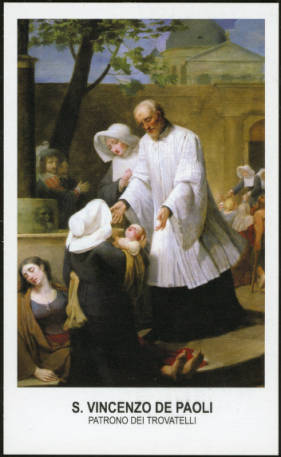 S. VINCENZO DE PAOLI
PATRONO DEI TROVATELLI